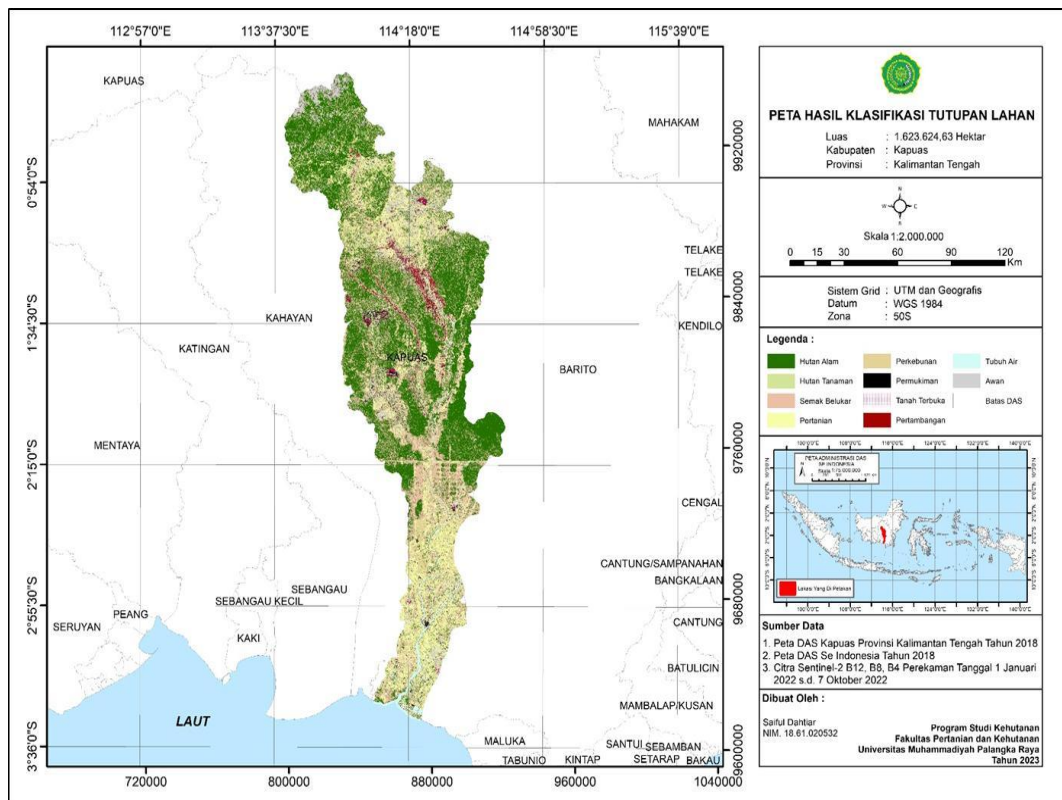 112°57'0"E 113°37'30"E 114°18'0"E 114°58'30"E 115°39'0"E
KAPUAS
MAHAKAM
9920000
0°54'0"S
TELAKE
TELAKE
9840000
KAHAYAN
KENDILO
1°34'30"S
KATINGAN
KAPUAS
BARITO
MENTAYA
9760000
2°15'0"S
CENGAL
CANTUNG/SAMPANAHAN
SEBANGAU
BANGKALAAN
SEBANGAU KECIL
9680000
2°55'30"S
PEANG
SERUYAN
KAKI
CANTUNG
BATULICIN
MAMBALAP/KUSAN
LAUT
MALUKA
SANTUI
SEBAMBAN
TABUNIO
KINTAP
SETARAP
BAKAU
9600000
3°36'0"S
720000 800000 880000 960000 1040000
PETA HASIL KLASIFIKASI TUTUPAN LAHAN
Luas : 1.623.624,63 Hektar
Kabupaten : Kapuas
Provinsi : Kalimantan Tengah
N
W
S
Skala 1:2.000.000
0 15 30 60 90 120
Km
Sistem Grid : UTM dan Geografis
Datum : WGS 1984
Zona : 50S
Legenda :
Hutan Alam
Hutan Tanaman
Semak Belukar
Pertanian
Perkebunan
Permukiman
Tanah Terbuka
Pertambangan
Tubuh Air
Awan
Batas DAS
PETA ADMINISTRASI DAS
SE INDONESIA
Lokasi Yang Di Petakan
Sumber Data
1. Peta DAS Kapuas Provinsi Kalimantan Tengah Tahun 2018
2. Peta DAS Se Indonesia Tahun 2018
3. Citra Sentinel-2 B12, B8, B4 Perekaman Tanggal 1 Januari
2022 s.d. 7 Oktober 2022
Dibuat Oleh :
Saiful Dahtiar
NIM. 18.61.020532
Program Studi Kehutanan
Fakultas Pertanian dan Kehutanan
Universitas Muhammadiyah Palangka Raya
Tahun 2023